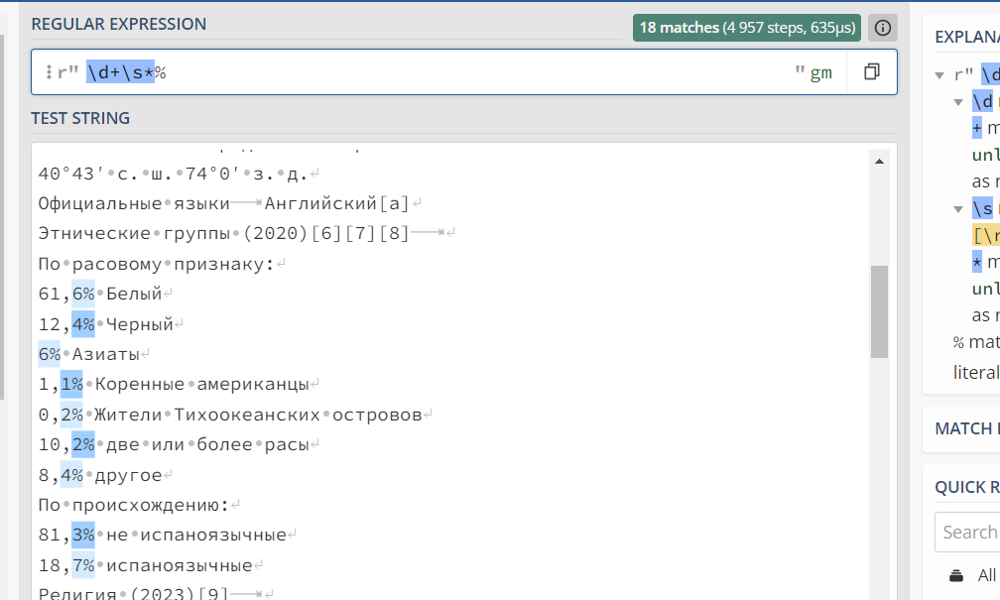 REGULAR EXPRESSION
18 matches (4 957 steps, 635µs)
r" \d+\s*% " gm
TEST STRING
40°43′ с. ш. 74°0′ з. д.
Официальные языки Английский[a]
Этнические группы (2020)[6][7][8]
По расовому признаку:
61,6% Белый
12,4% Черный
6% Азиаты
1,1% Коренные американцы
0,2% Жители Тихоокеанских островов
10,2% две или более расы
8,4% другое
По происхождению:
81,3% не испаноязычные
18,7% испаноязычные
Религия (2023)[9]
EXPLANA
r" \d
\d
+ m
unl
as m
\s
[\r
* m
unl
as m
% mat
literal
MATCH I
QUICK R
Search
All